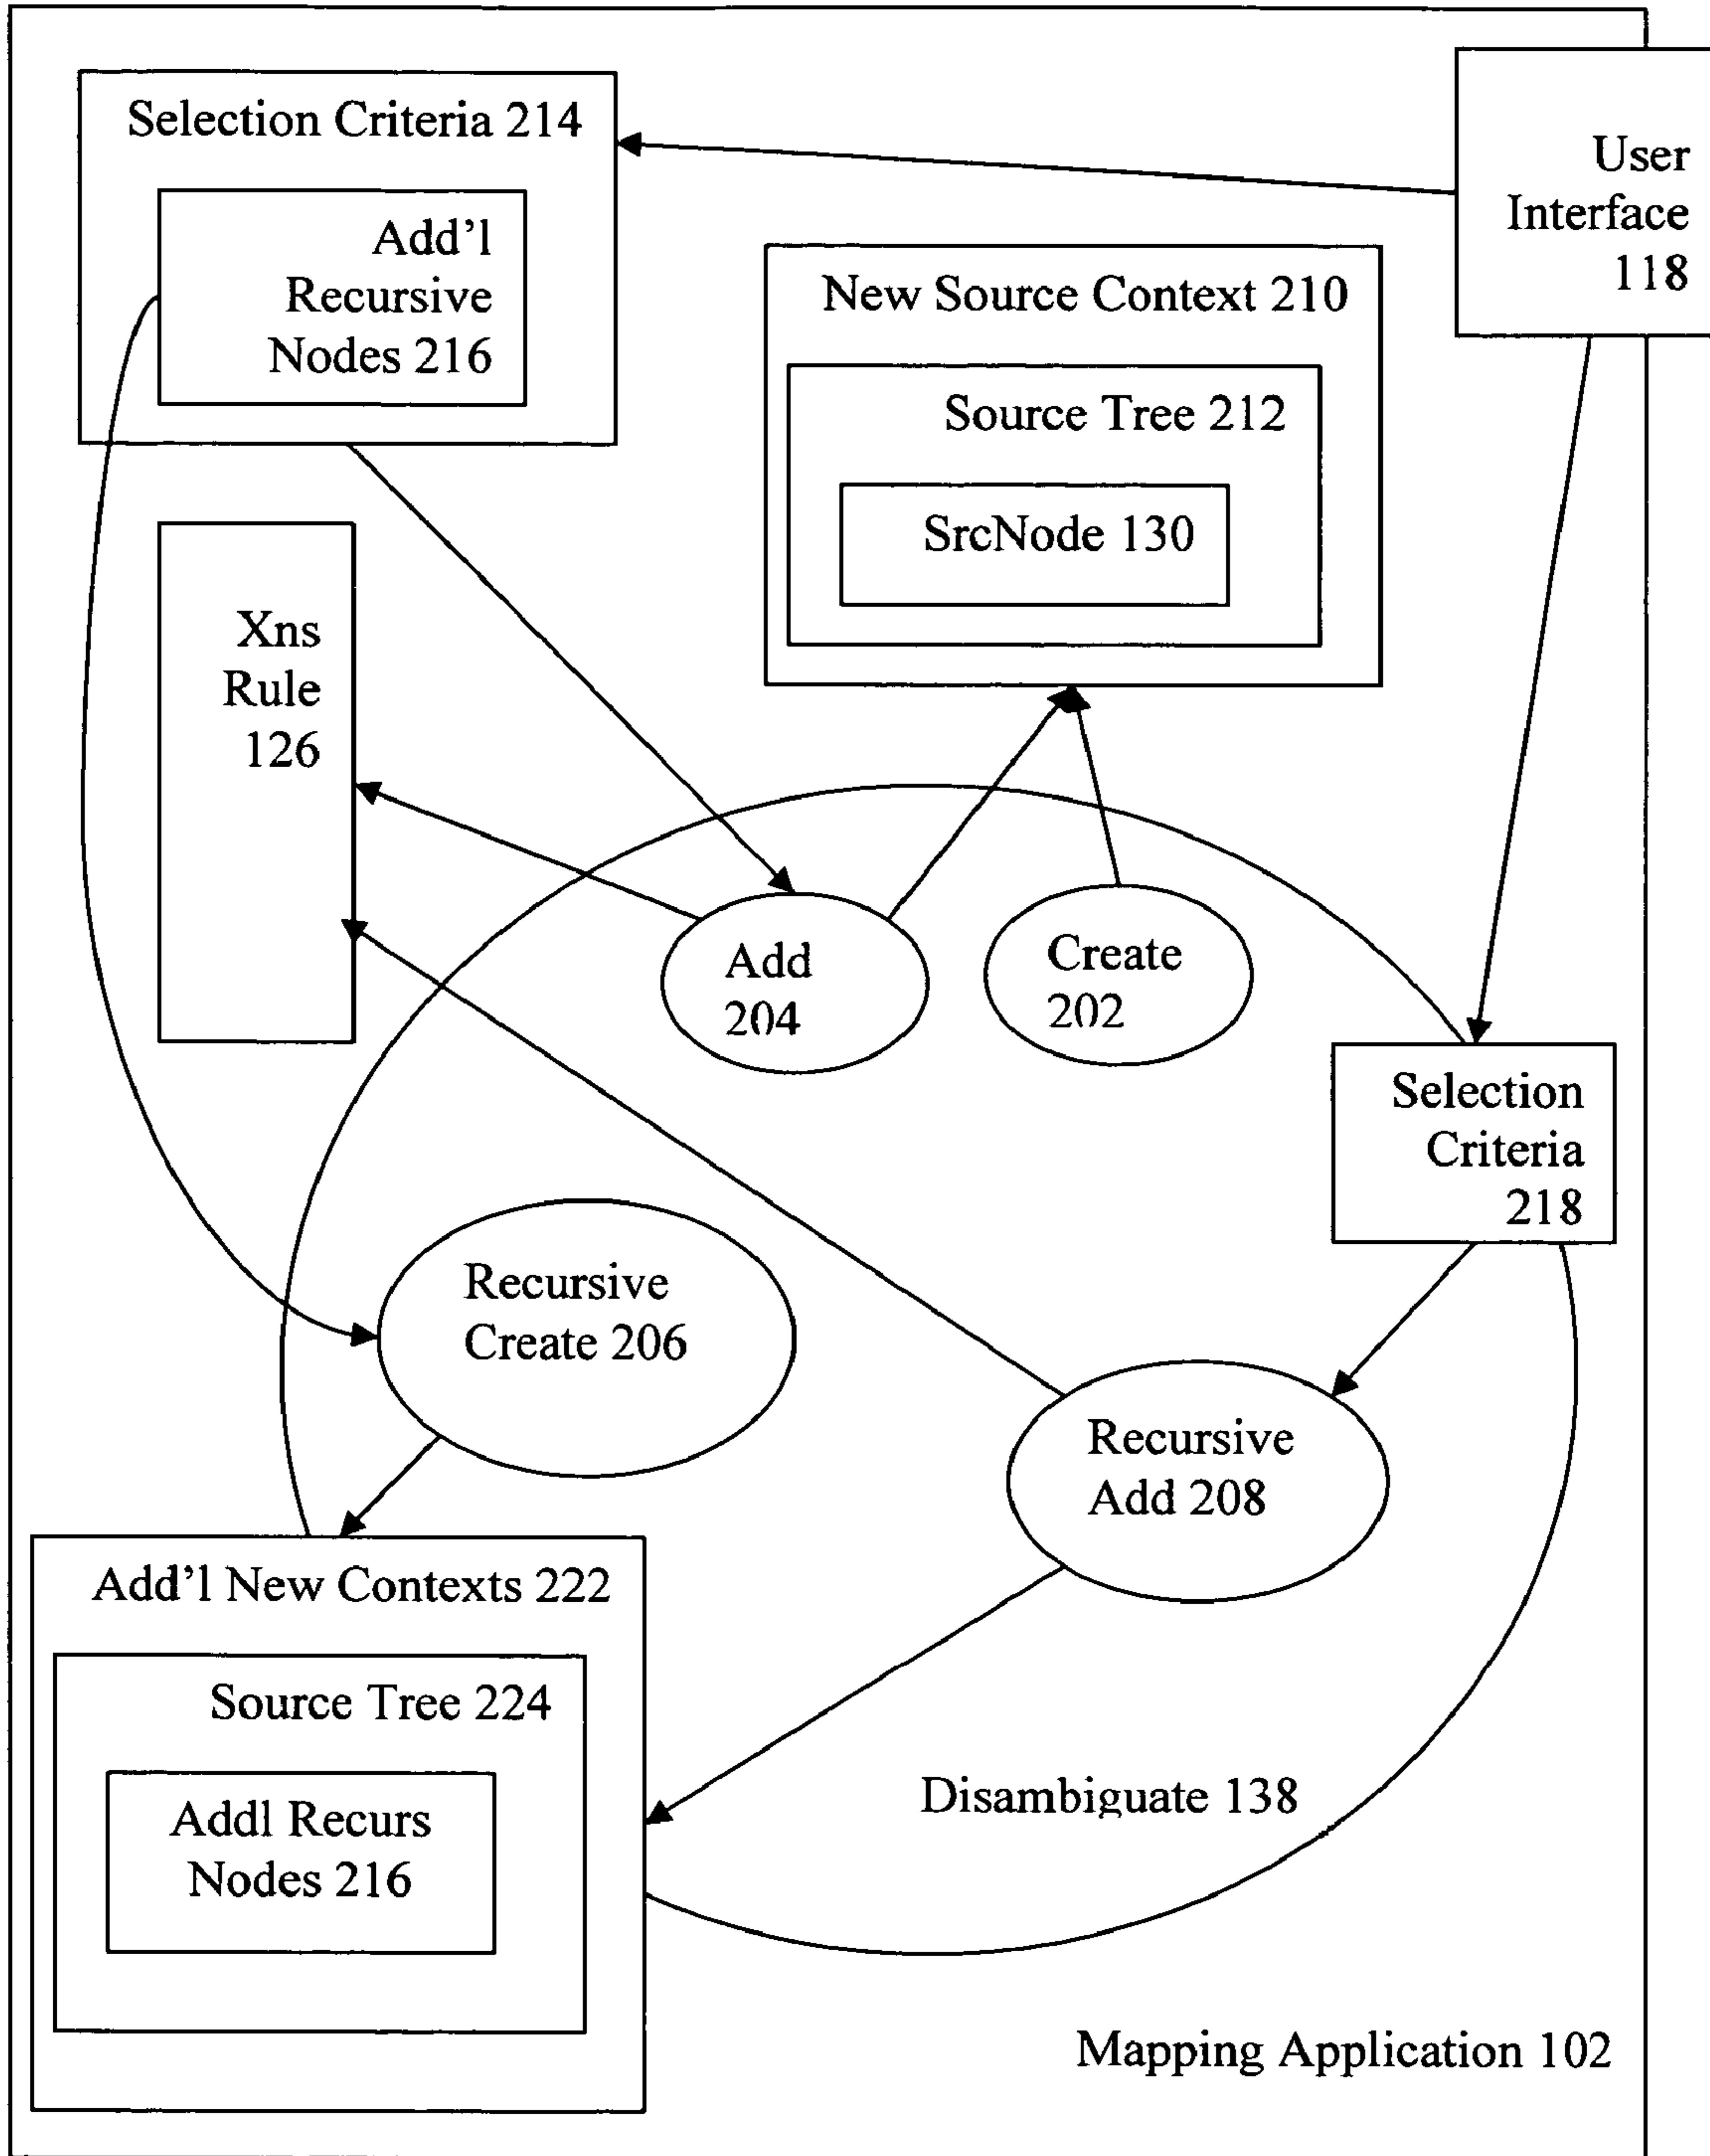 Selection Criteria 214
Add'l
Recursive
Nodes 216
User
Interface
118
New Source Context 210
Source Tree 212
SrcNode 130
Xns
Rule
126
Add
204
Create
202
Selection
Criteria
218
Recursive
Create 206
Recursive
Add 208
Add'l New Contexts 222
Source Tree 224
Addl Recurs
Nodes 216
Disambiguate 138
Mapping Application 102